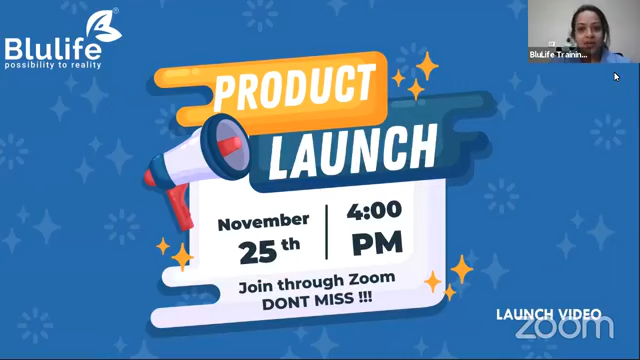 Blulife®
possibility to reality
BluLife Trainin...
PRODUCT
LAUNCH
November
25th
4:00
PM
Join through Zoom
DONT MISS !!!
LAUNCH VIDEO
zoom